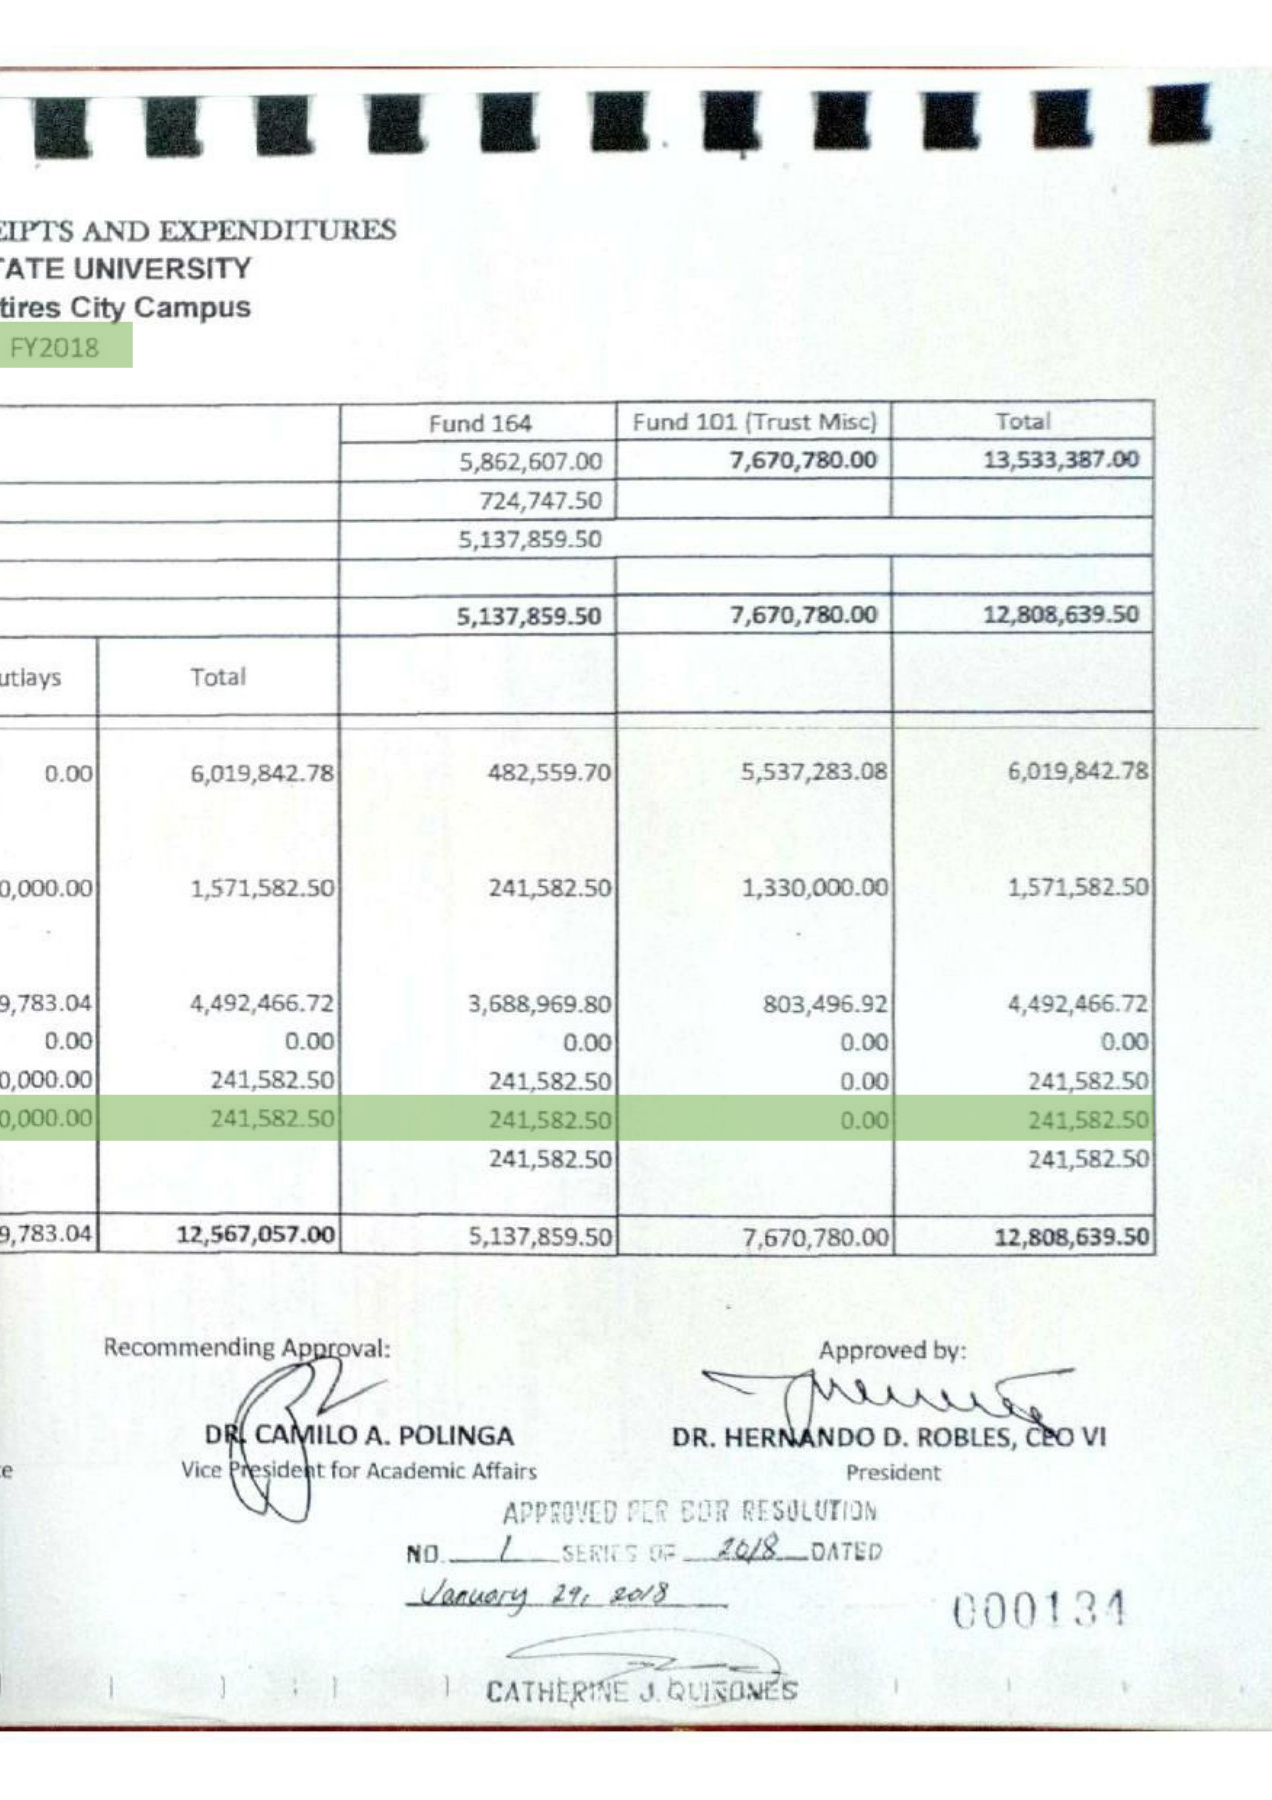 EIPTS AND EXPENDITURES
TATE UNIVERSITY
tires City Campus
FY2018
Fund 164 Fund 101 (Trust Misc) Total
5,862,607.00 7,670,780.00 13,533,387.00
724,747.50
5,137,859.50
5,137,859.50 7,670,780.00 12,808,639.50
utlays Total
0.00 6,019,842.78 482,559.70 5,537,283.08 6,019,842.78
0,000.00 1,571,582.50 241,582.50 1,330,000.00 1,571,582.50
9,783.04 4,492,466.72 3,688,969.80 803,496.92 4,492,466.72
0.00 0.00 0.00 0.00 0.00
0,000.00 241,582.50 241,582.50 0.00 241,582.50
0,000.00 241,582.50 241,582.50 0.00 241,582.50
241,582.50 241,582.50
9,783.04 12,567,057.00 5,137,859.50 7,670,780.00 12,808,639.50
Recommending Approval: Approved by:
DR. CAMILO A. POLINGA DR. HERNANDO D. ROBLES, CEO VI
e Vice President for Academic Affairs President
APPROVED PER BOR RESOLUTION
NO. 1 SERIES OF 2018 DATED
January 29, 2018
000134
CATHERINE J. QUIÑONES